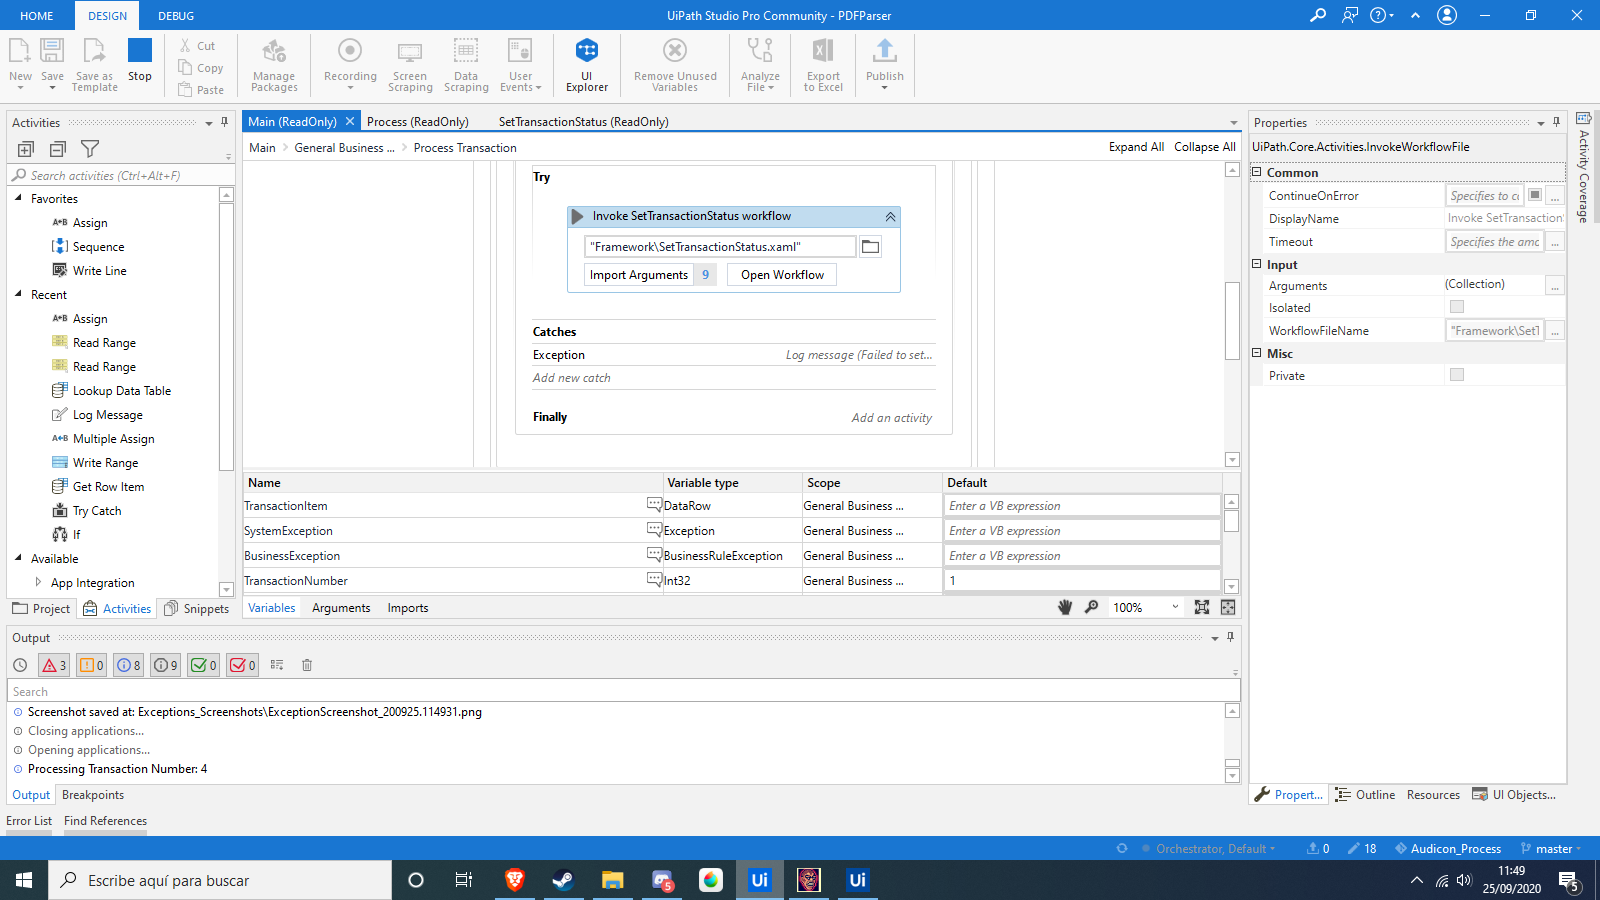 HOME
DESIGN
DEBUG
UiPath Studio Pro Community - PDFParser
New
Save
Save as Template
Stop
Cut
Copy
Paste
Manage Packages
Recording
Screen Scraping
Data Scraping
User Events
UI Explorer
Remove Unused Variables
Analyze File
Export to Excel
Publish
Activities
Search activities (Ctrl+Alt+F)
Favorites
Assign
Sequence
Write Line
Recent
Assign
Read Range
Read Range
Lookup Data Table
Log Message
Multiple Assign
Write Range
Get Row Item
Try Catch
If
Available
App Integration
Project
Activities
Snippets
Main (ReadOnly)
Process (ReadOnly)
SetTransactionStatus (ReadOnly)
Main > General Business ... > Process Transaction
Expand All
Collapse All
Try
Invoke SetTransactionStatus workflow
"Framework\SetTransactionStatus.xaml"
Import Arguments 9
Open Workflow
Catches
Exception
Log message (Failed to set...
Add new catch
Finally
Add an activity
Name Variable type Scope Default
TransactionItem DataRow General Business ... Enter a VB expression
SystemException Exception General Business ... Enter a VB expression
BusinessException BusinessRuleException General Business ... Enter a VB expression
TransactionNumber Int32 General Business ... 1
Variables
Arguments
Imports
100%
Properties
UiPath.Core.Activities.InvokeWorkflowFile
Common
ContinueOnError Specifies to co ...
DisplayName Invoke SetTransaction
Timeout Specifies the amo ...
Input
Arguments (Collection) ...
Isolated
WorkflowFileName "Framework\SetT ...
Misc
Private
Activity Coverage
Output
3
0
8
9
0
0
Search
Screenshot saved at: Exceptions_Screenshots\ExceptionScreenshot_200925.114931.png
Closing applications...
Opening applications...
Processing Transaction Number: 4
Output
Breakpoints
Propert...
Outline
Resources
UI Objects...
Error List
Find References
Orchestrator, Default
0
18
Audicon_Process
master
Escribe aquí para buscar
5
Ui
Ui
11:49
25/09/2020
5